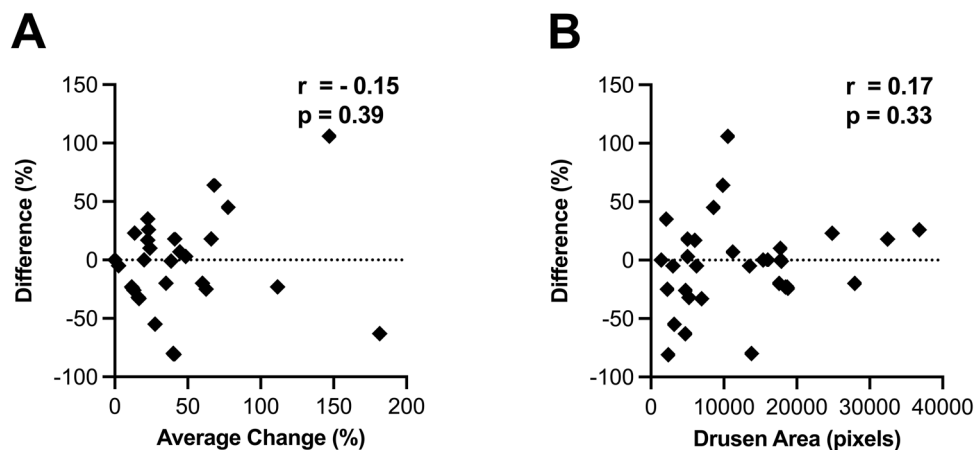 A
r = - 0.15
p = 0.39
Difference (%)
150
100
50
0
-50
-100
0 50 100 150 200
Average Change (%)
B
r = 0.17
p = 0.33
Difference (%)
150
100
50
0
-50
-100
0 10000 20000 30000 40000
Drusen Area (pixels)